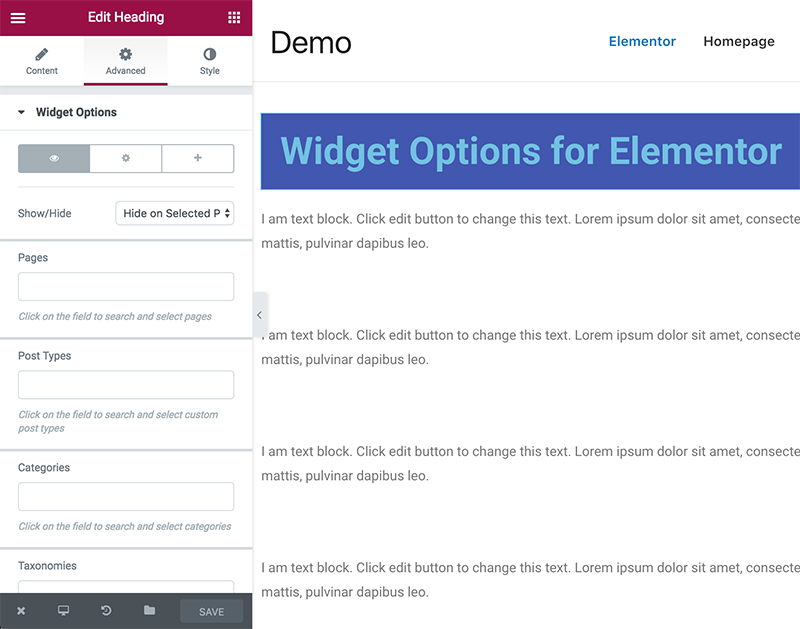 Edit Heading
Content
Advanced
Style
Widget Options
Show/Hide
Hide on Selected P
Pages
Click on the field to search and select pages
Post Types
Click on the field to search and select custom
post types
Categories
Click on the field to search and select categories
Taxonomies
SAVE
Demo
Elementor
Homepage
Widget Options for Elementor
I am text block. Click edit button to change this text. Lorem ipsum dolor sit amet, consecte
mattis, pulvinar dapibus leo.
I am text block. Click edit button to change this text. Lorem ipsum dolor sit amet, consecte
mattis, pulvinar dapibus leo.
I am text block. Click edit button to change this text. Lorem ipsum dolor sit amet, consecte
mattis, pulvinar dapibus leo.
I am text block. Click edit button to change this text. Lorem ipsum dolor sit amet, consecte
mattis, pulvinar dapibus leo.